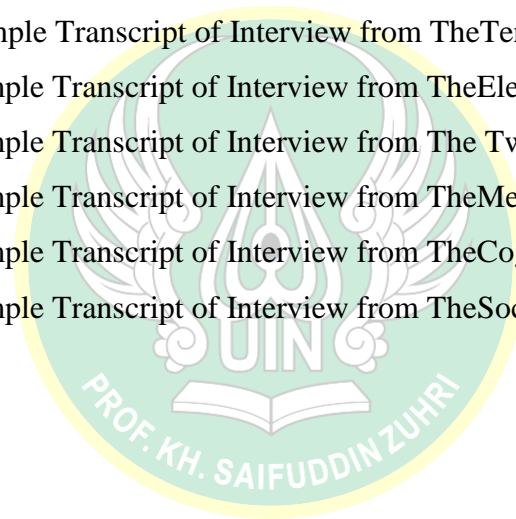 mple Transcript of Interview from TheTe
mple Transcript of Interview from TheEle
mple Transcript of Interview from The Tw
mple Transcript of Interview from TheMe
mple Transcript of Interview from TheCo
mple Transcript of Interview from TheSoc
UIN
PROF. KH. SAIFUDDIN ZUHRI